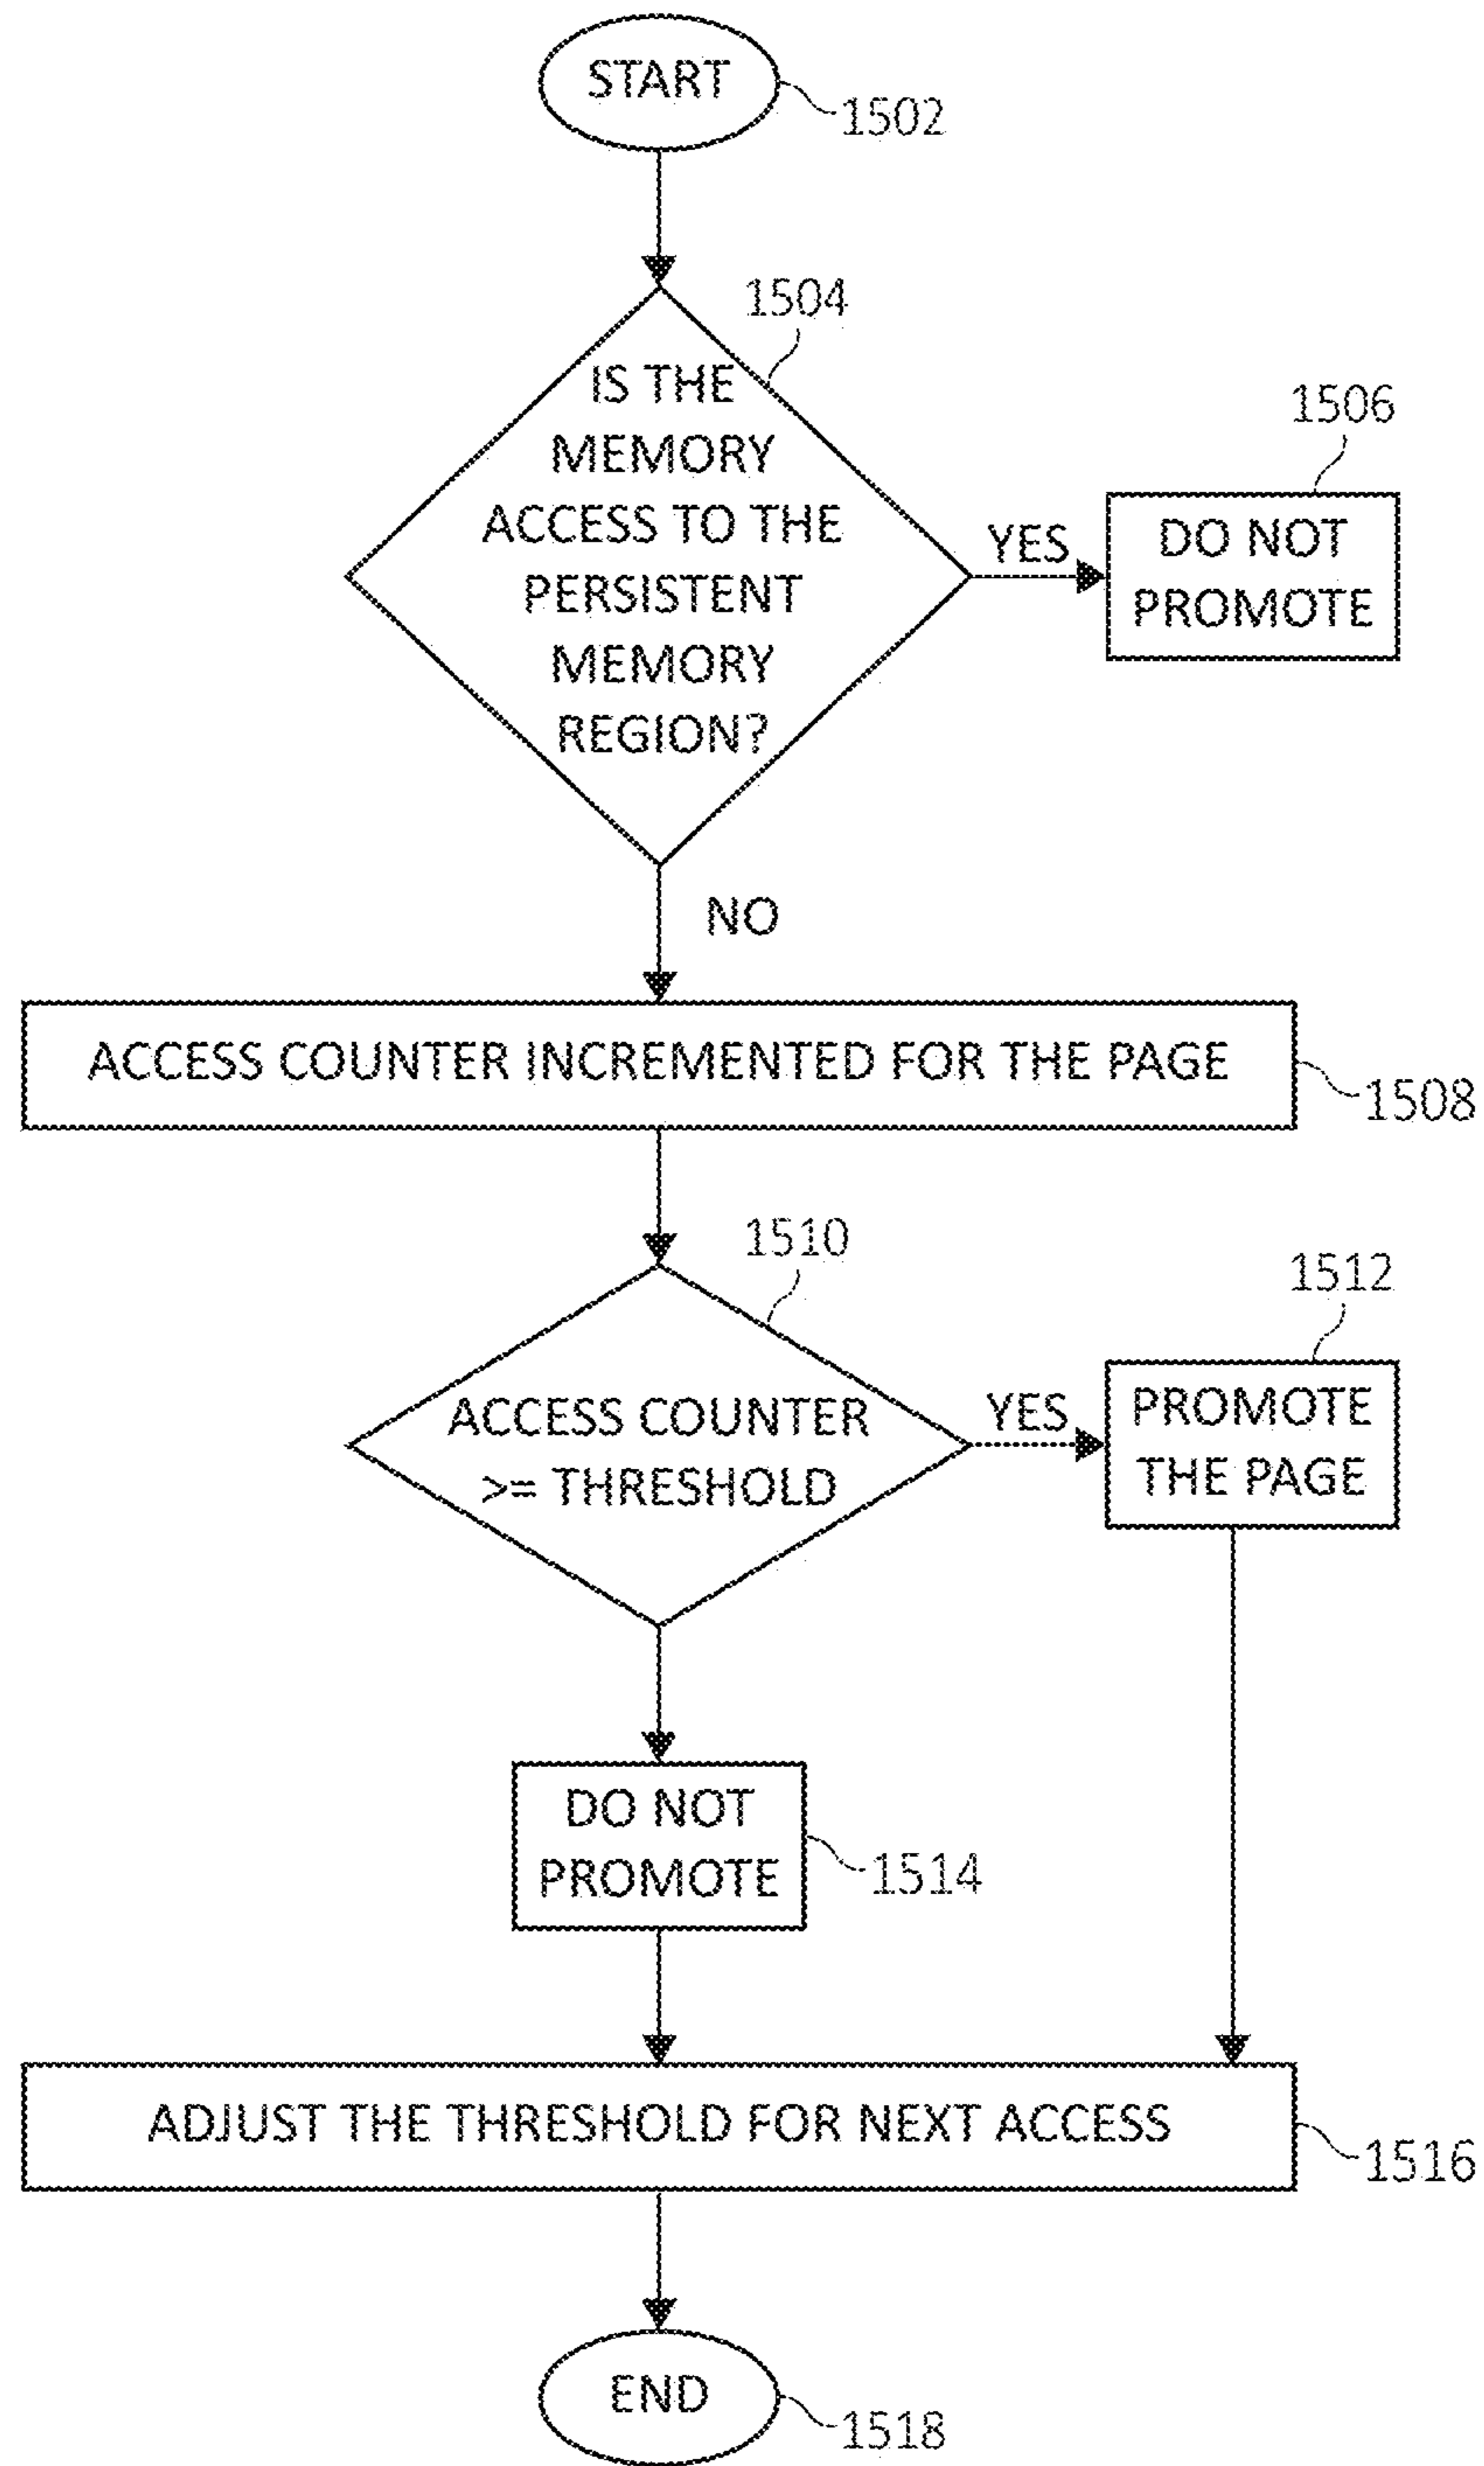 START
1502
1504
IS THE
MEMORY
ACCESS TO THE
PERSISTENT
MEMORY
REGION?
YES
1506
DO NOT
PROMOTE
NO
ACCESS COUNTER INCREMENTED FOR THE PAGE
1508
1510
ACCESS COUNTER
>= THRESHOLD
YES
1512
PROMOTE
THE PAGE
DO NOT
PROMOTE
1514
ADJUST THE THRESHOLD FOR NEXT ACCESS
1516
END
1518